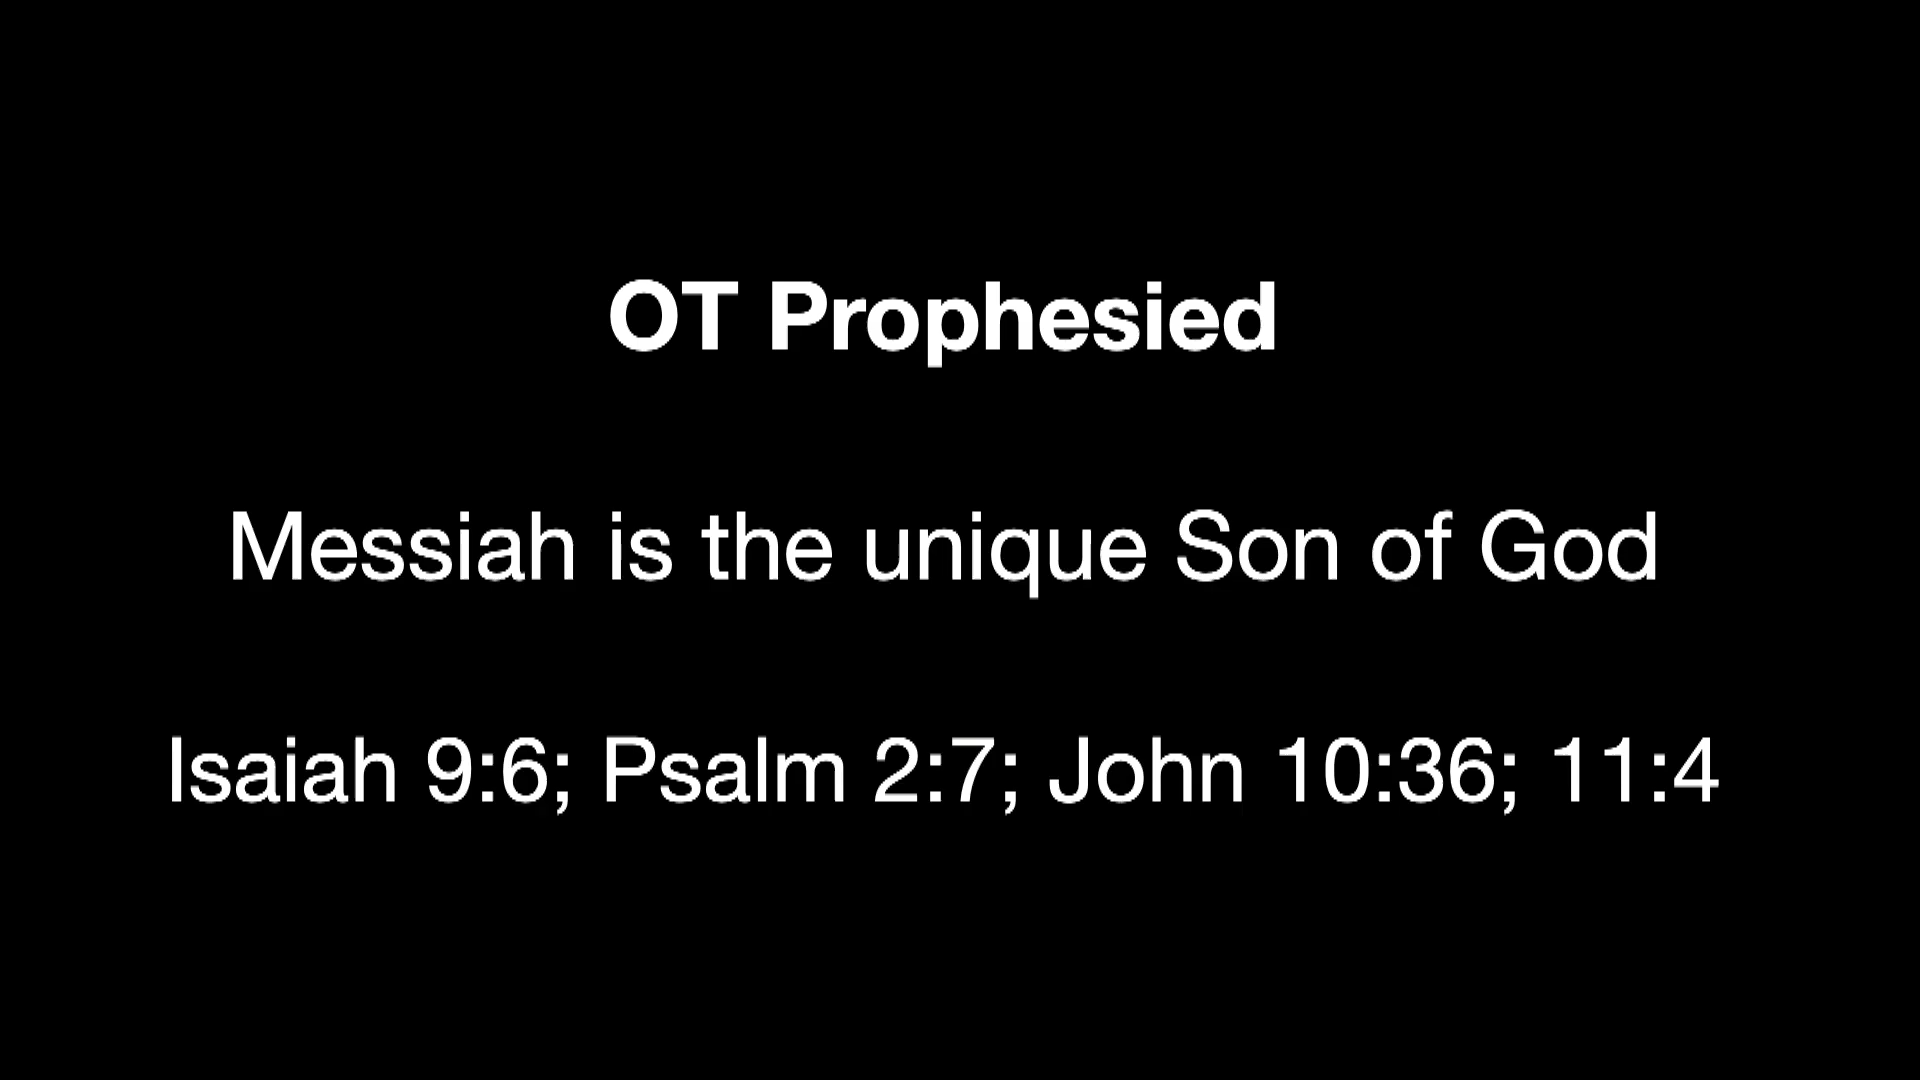 OT Prophesied
Messiah is the unique Son of God
Isaiah 9:6; Psalm 2:7; John 10:36; 11:4